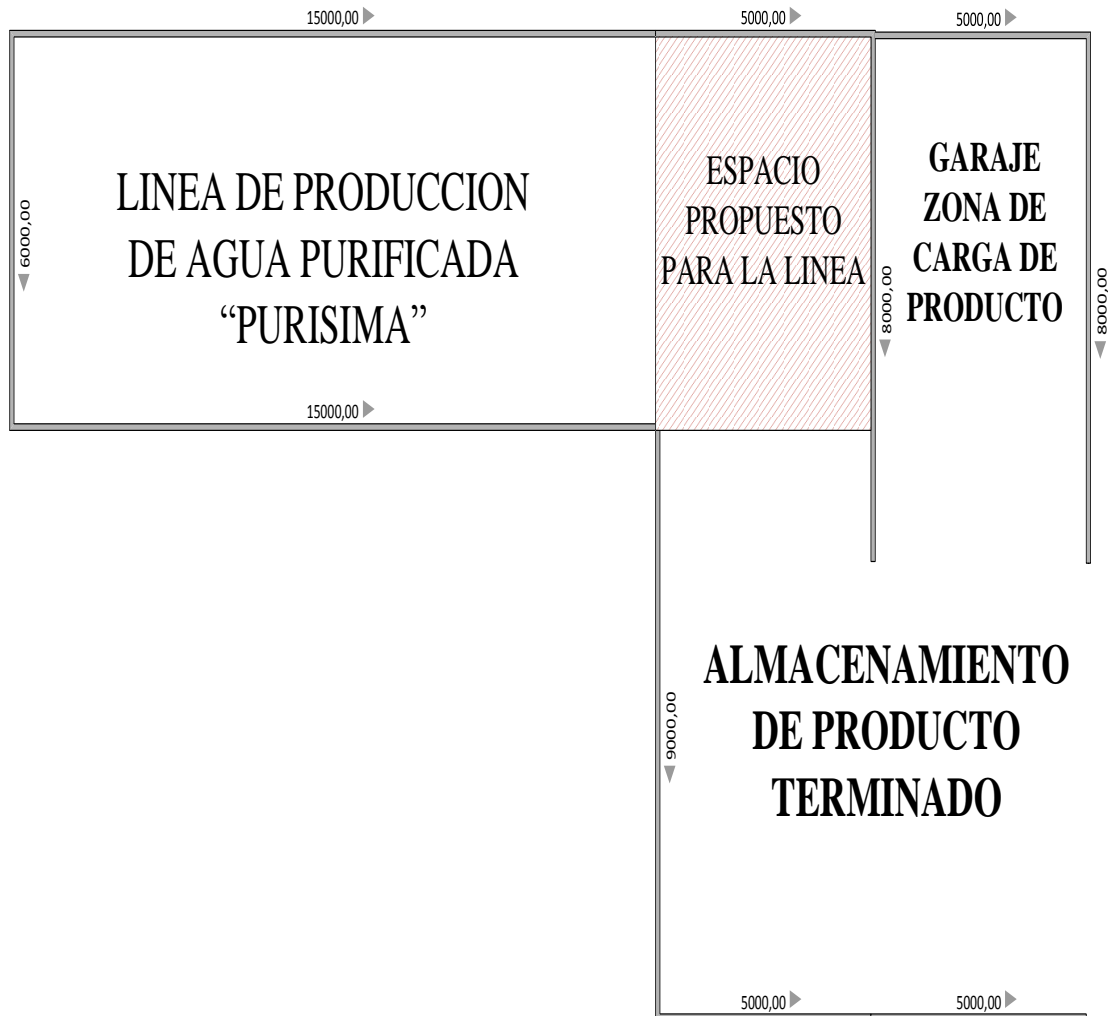 15000,00
5000,00
5000,00
6000,00
LINEA DE PRODUCCION
DE AGUA PURIFICADA
“PURISIMA”
15000,00
ESPACIO
PROPUESTO
PARA LA LINEA
8000,00
GARAJE
ZONA DE
CARGA DE
PRODUCTO
8000,00
9000,00
ALMACENAMIENTO
DE PRODUCTO
TERMINADO
5000,00
5000,00